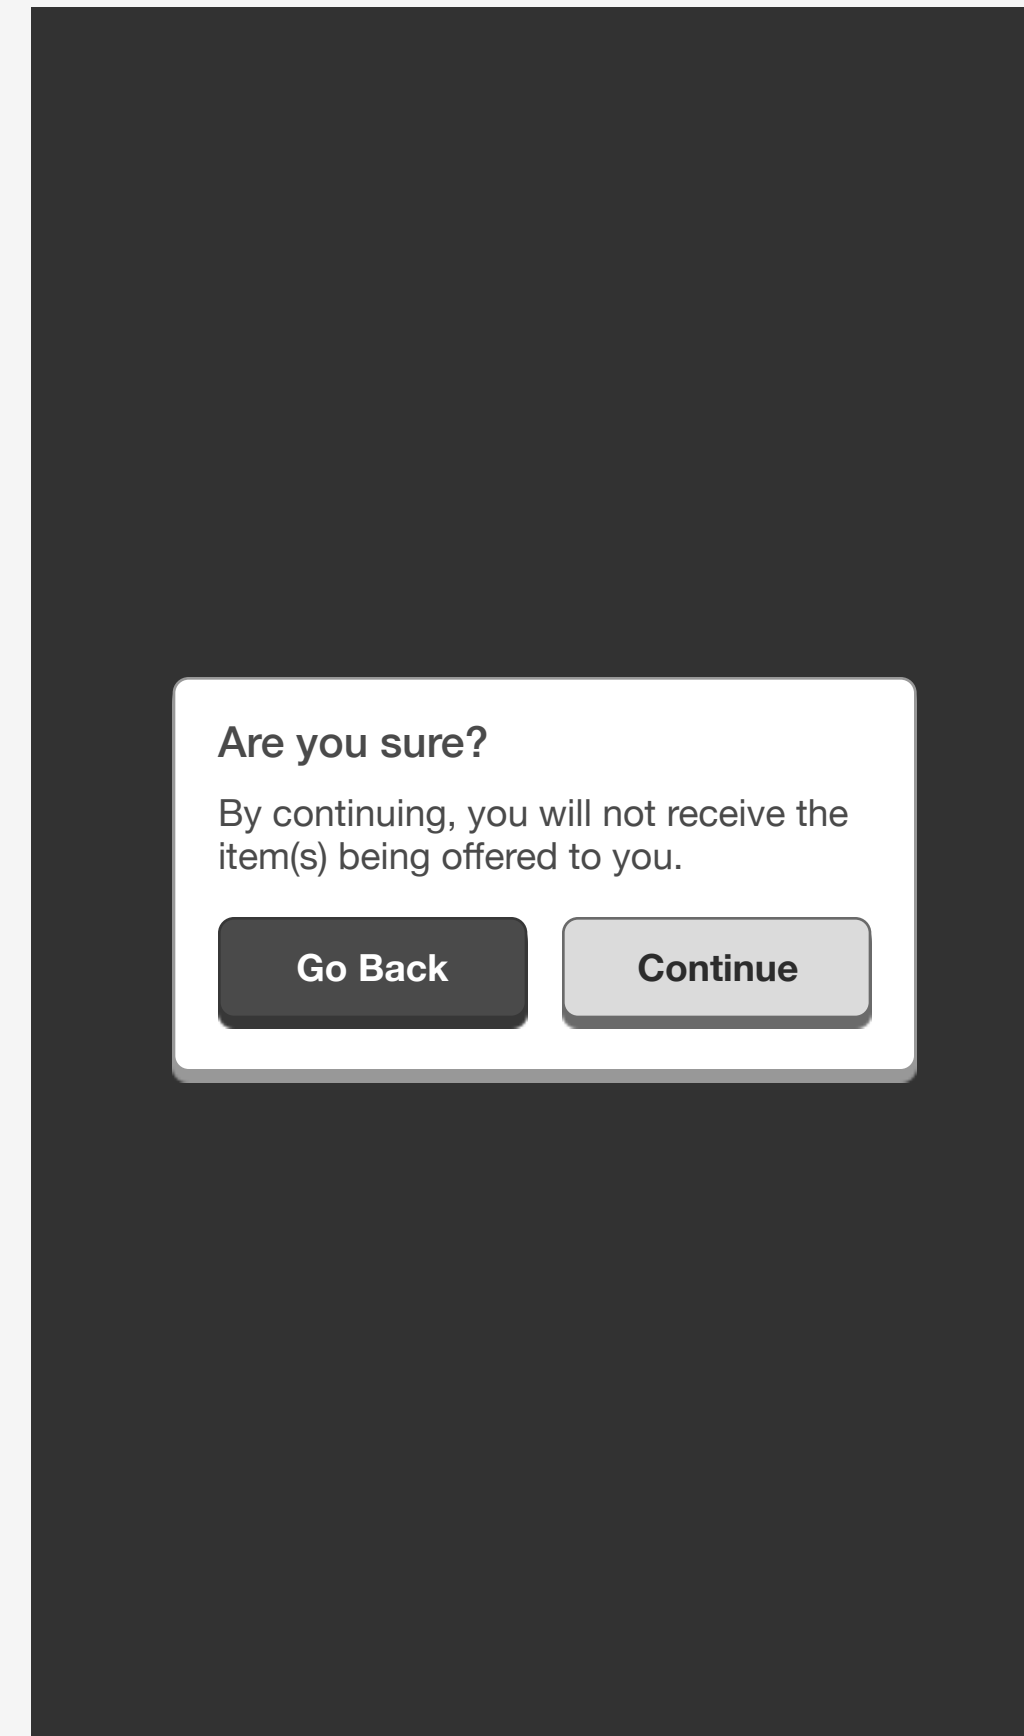 Are you sure?
By continuing, you will not receive the
item(s) being offered to you.
Go Back
Continue